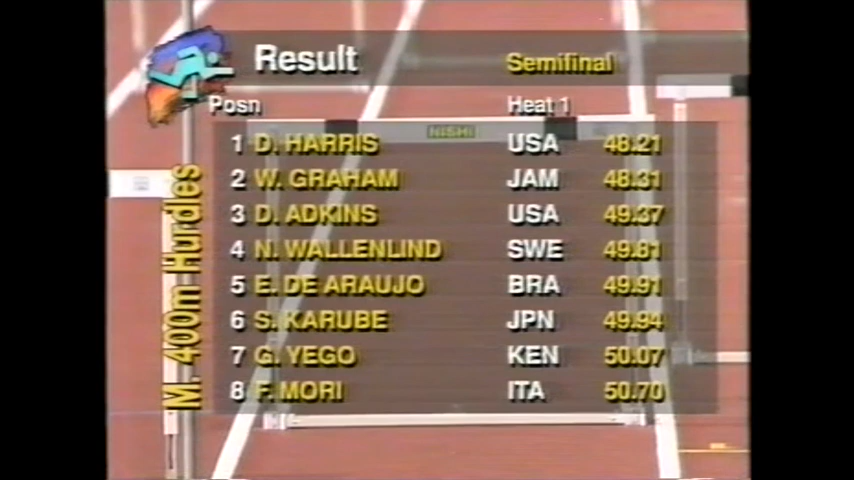 Result Semifinal
Posn Heat 1
NISHI
1 D. HARRIS USA 48.21
2 W. GRAHAM JAM 48.31
3 D. ADKINS USA 49.37
4 N. WALLENLIND SWE 49.81
5 E. DE ARAUJO BRA 49.91
6 S. KARUBE JPN 49.94
7 G. YEGO KEN 50.07
8 F. MORI ITA 50.70
M. 400m Hurdles